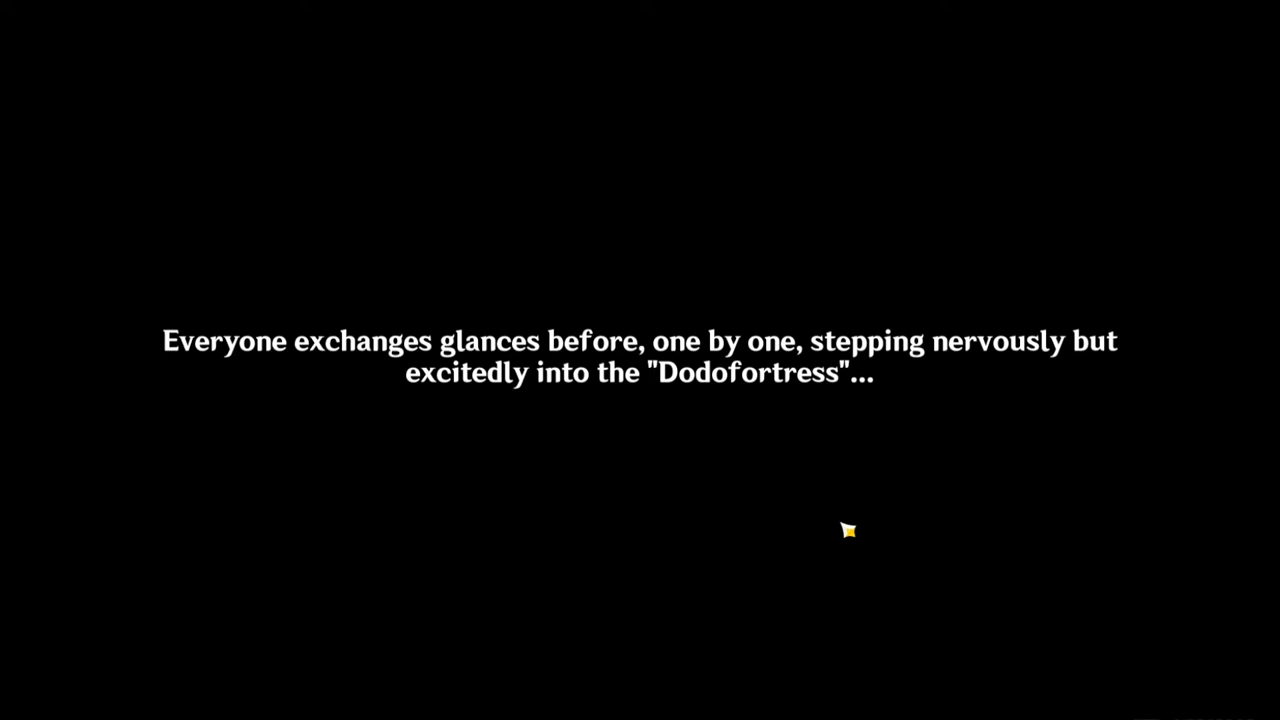 Everyone exchanges glances before, one by one, stepping nervously but
excitedly into the "Dodofortress"...